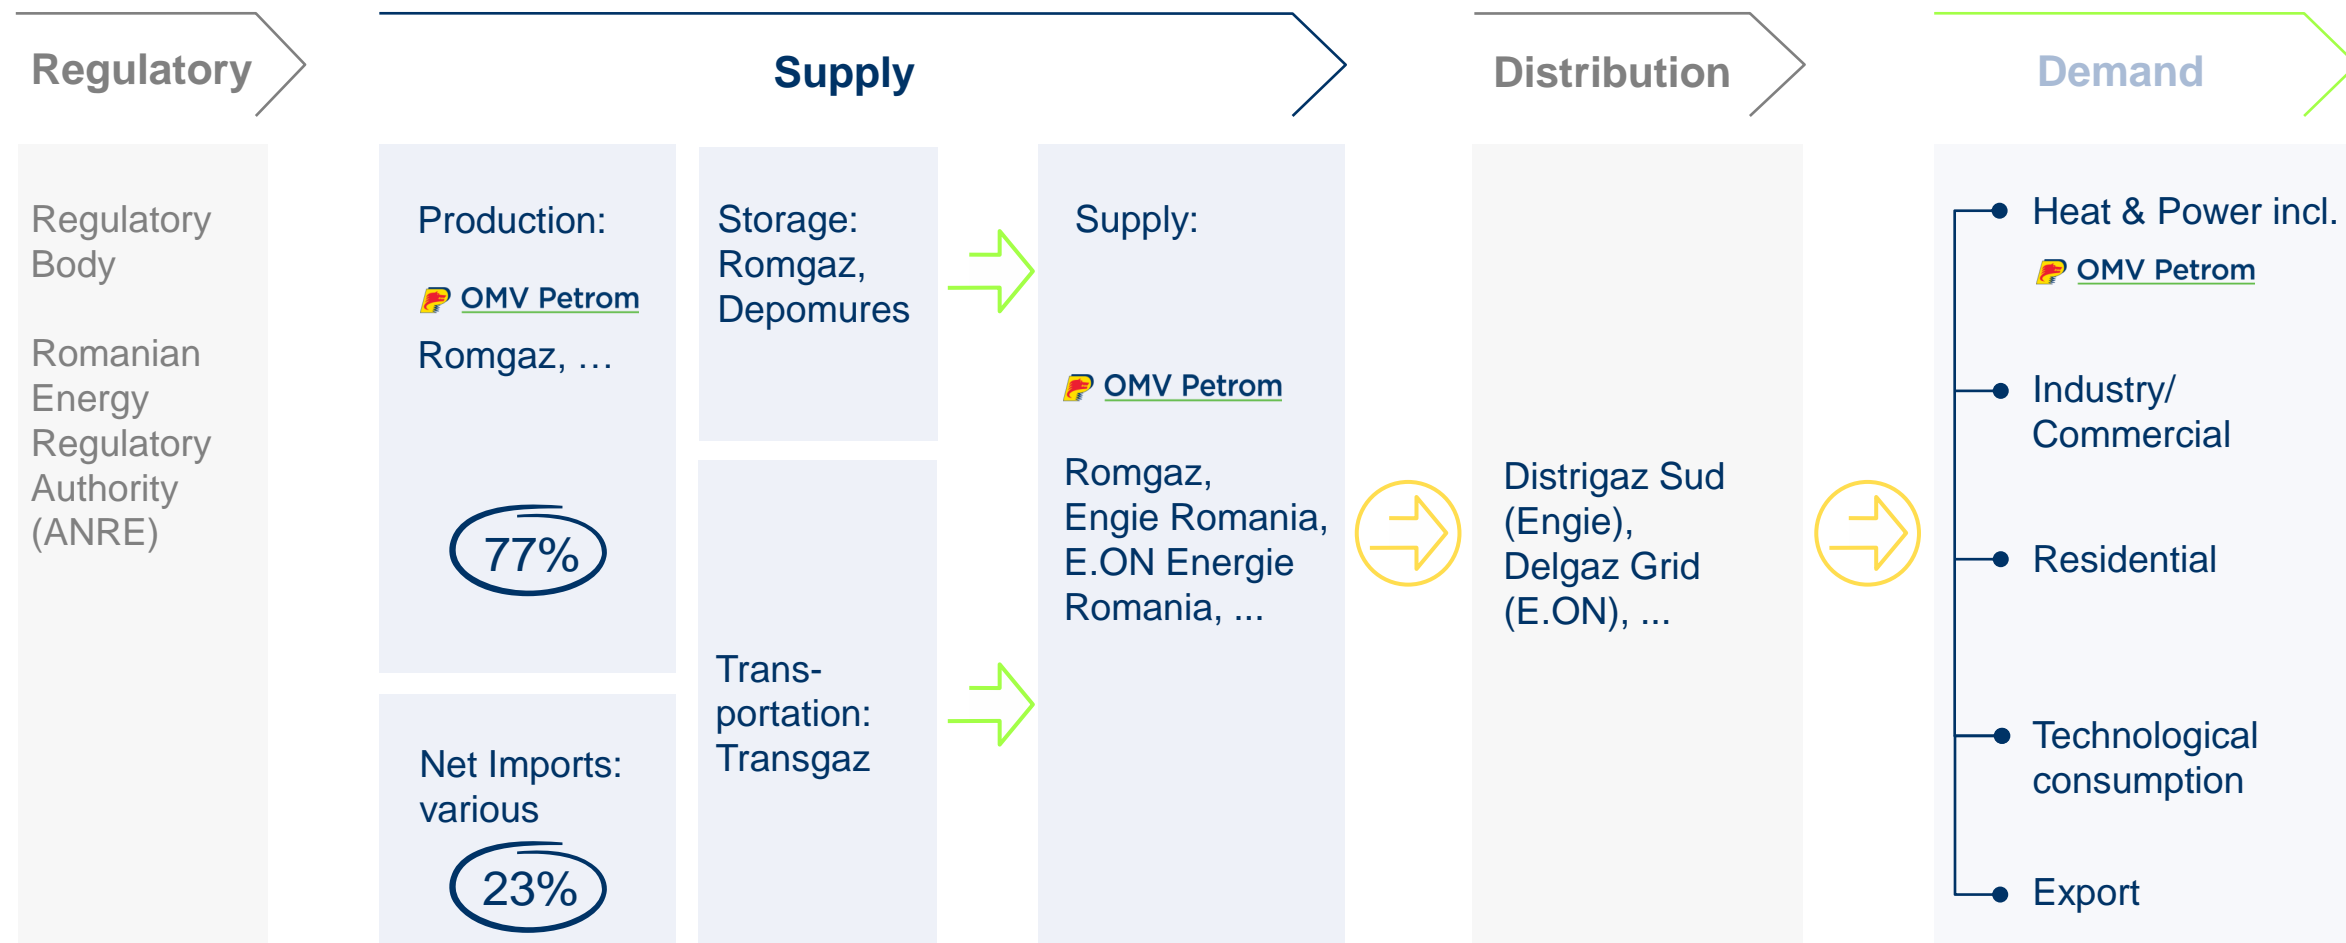 Regulatory
Supply
Distribution
Demand
Regulatory
Body
Romanian
Energy
Regulatory
Authority
(ANRE)
Production:
OMV Petrom
Romgaz, …
77%
Net Imports:
various
23%
Storage:
Romgaz,
Depomures
Trans-
portation:
Transgaz
Supply:
OMV Petrom
Romgaz,
Engie Romania,
E.ON Energie
Romania, ...
Distrigaz Sud
(Engie),
Delgaz Grid
(E.ON), ...
Heat & Power incl.
OMV Petrom
Industry/
Commercial
Residential
Technological
consumption
Export